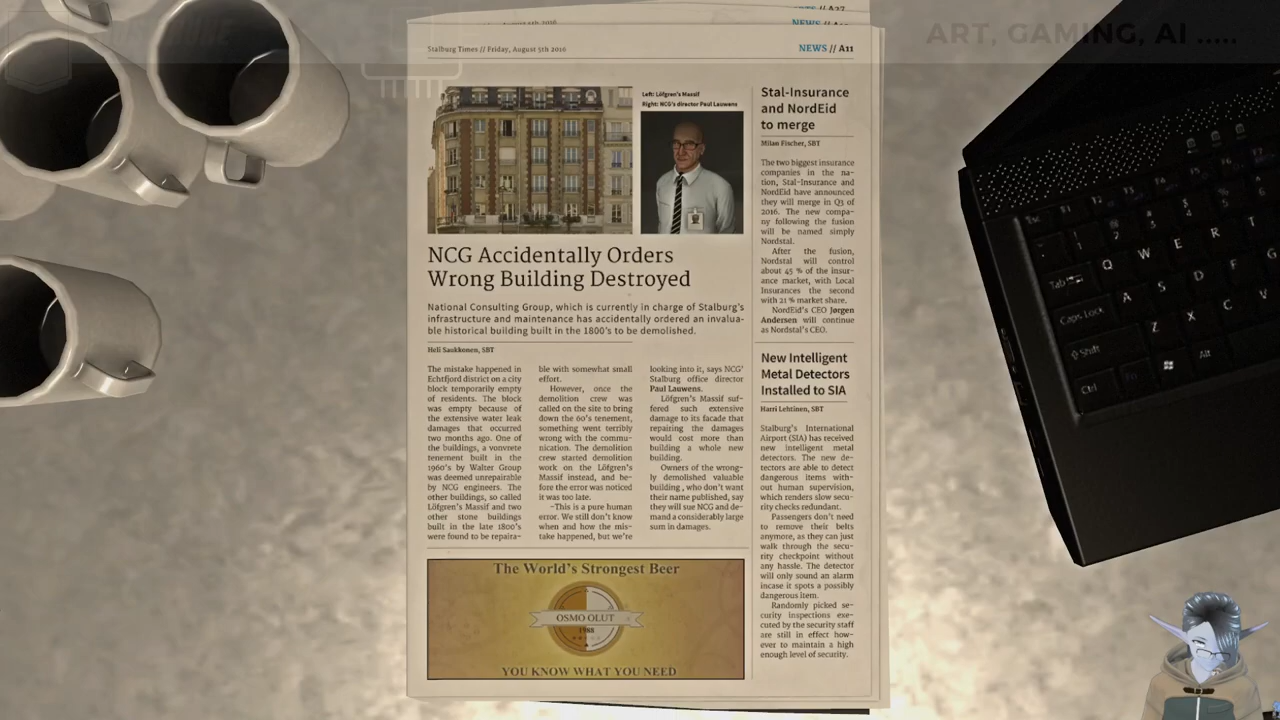 ART, GAMING, AI .....
// A27
NEWS //
Stalburg Times // Friday, August 5th 2016
NEWS // A11
Left: Löfgren's Massif
Right: NCG's director Paul Lauwens
NCG Accidentally Orders
Wrong Building Destroyed
National Consulting Group, which is currently in charge of Stalburg's
infrastructure and maintenance has accidentally ordered an invalua-
ble historical building built in the 1800's to be demolished.
Heli Saukkonen, SBT
The mistake happened in
Echtfjord district on a city
block temporarily empty
of residents. The block
was empty because of
the extensive water leak
damages that occurred
two months ago. One of
the buildings, a vonvrete
tenement built in the
1960's by Walter Group
was deemed unrepairable
by NCG engineers. The
other buildings, so called
Löfgren's Massif and two
other stone buildings
built in the late 1800's
were found to be repaira-
ble with somewhat small
effort.
However, once the
demolition crew was
called on the site to bring
down the 60's tenement,
something went terribly
wrong with the commu-
nication. The demolition
crew started demolition
work on the Löfgren's
Massif instead, and be-
fore the error was noticed
it was too late.
-This is a pure human
error. We still don't know
when and how the mis-
take happened, but we're
looking into it, says NCG'
Stalburg office director
Paul Lauwens.
Löfgren's Massif suf-
fered such extensive
damage to its facade that
repairing the damages
would cost more than
building a whole new
building.
Owners of the wrong-
ly demolished valuable
building , who don't want
their name published, say
they will sue NCG and de-
mand a considerably large
sum in damages.
The World's Strongest Beer
OSMO OLUT
1988
YOU KNOW WHAT YOU NEED
Stal-Insurance
and NordEid
to merge
Milan Fischer, SBT
The two biggest insurance
companies in the na-
tion, Stal-Insurance and
NordEid have announced
they will merge in Q3 of
2016. The new compa-
ny following the fusion
will be named simply
Nordstal.
After the fusion,
Nordstal will control
about 45 % of the insur-
ance market, with Local
Insurances the second
with 21 % market share.
NordEid's CEO Jørgen
Andersen will continue
as Nordstal's CEO.
New Intelligent
Metal Detectors
Installed to SIA
Harri Lehtinen, SBT
Stalburg's International
Airport (SIA) has received
new intelligent metal
detectors. The new de-
tectors are able to detect
dangerous items with-
out human supervision,
which renders slow secu-
rity checks redundant.
Passengers don't need
to remove their belts
anymore, as they can just
walk through the secu-
rity checkpoint without
any hassle. The detector
will only sound an alarm
incase it spots a possibly
dangerous item.
Randomly picked se-
curity inspections exe-
cuted by the security staff
are still in effect how-
ever to maintain a high
enough level of security.
Esc F1 F2 F3 F4 F5
1 2 3 4 5
Tab Q W E R T
Caps Lock A S D F G
Shift Z X C V
Ctrl Fn Alt